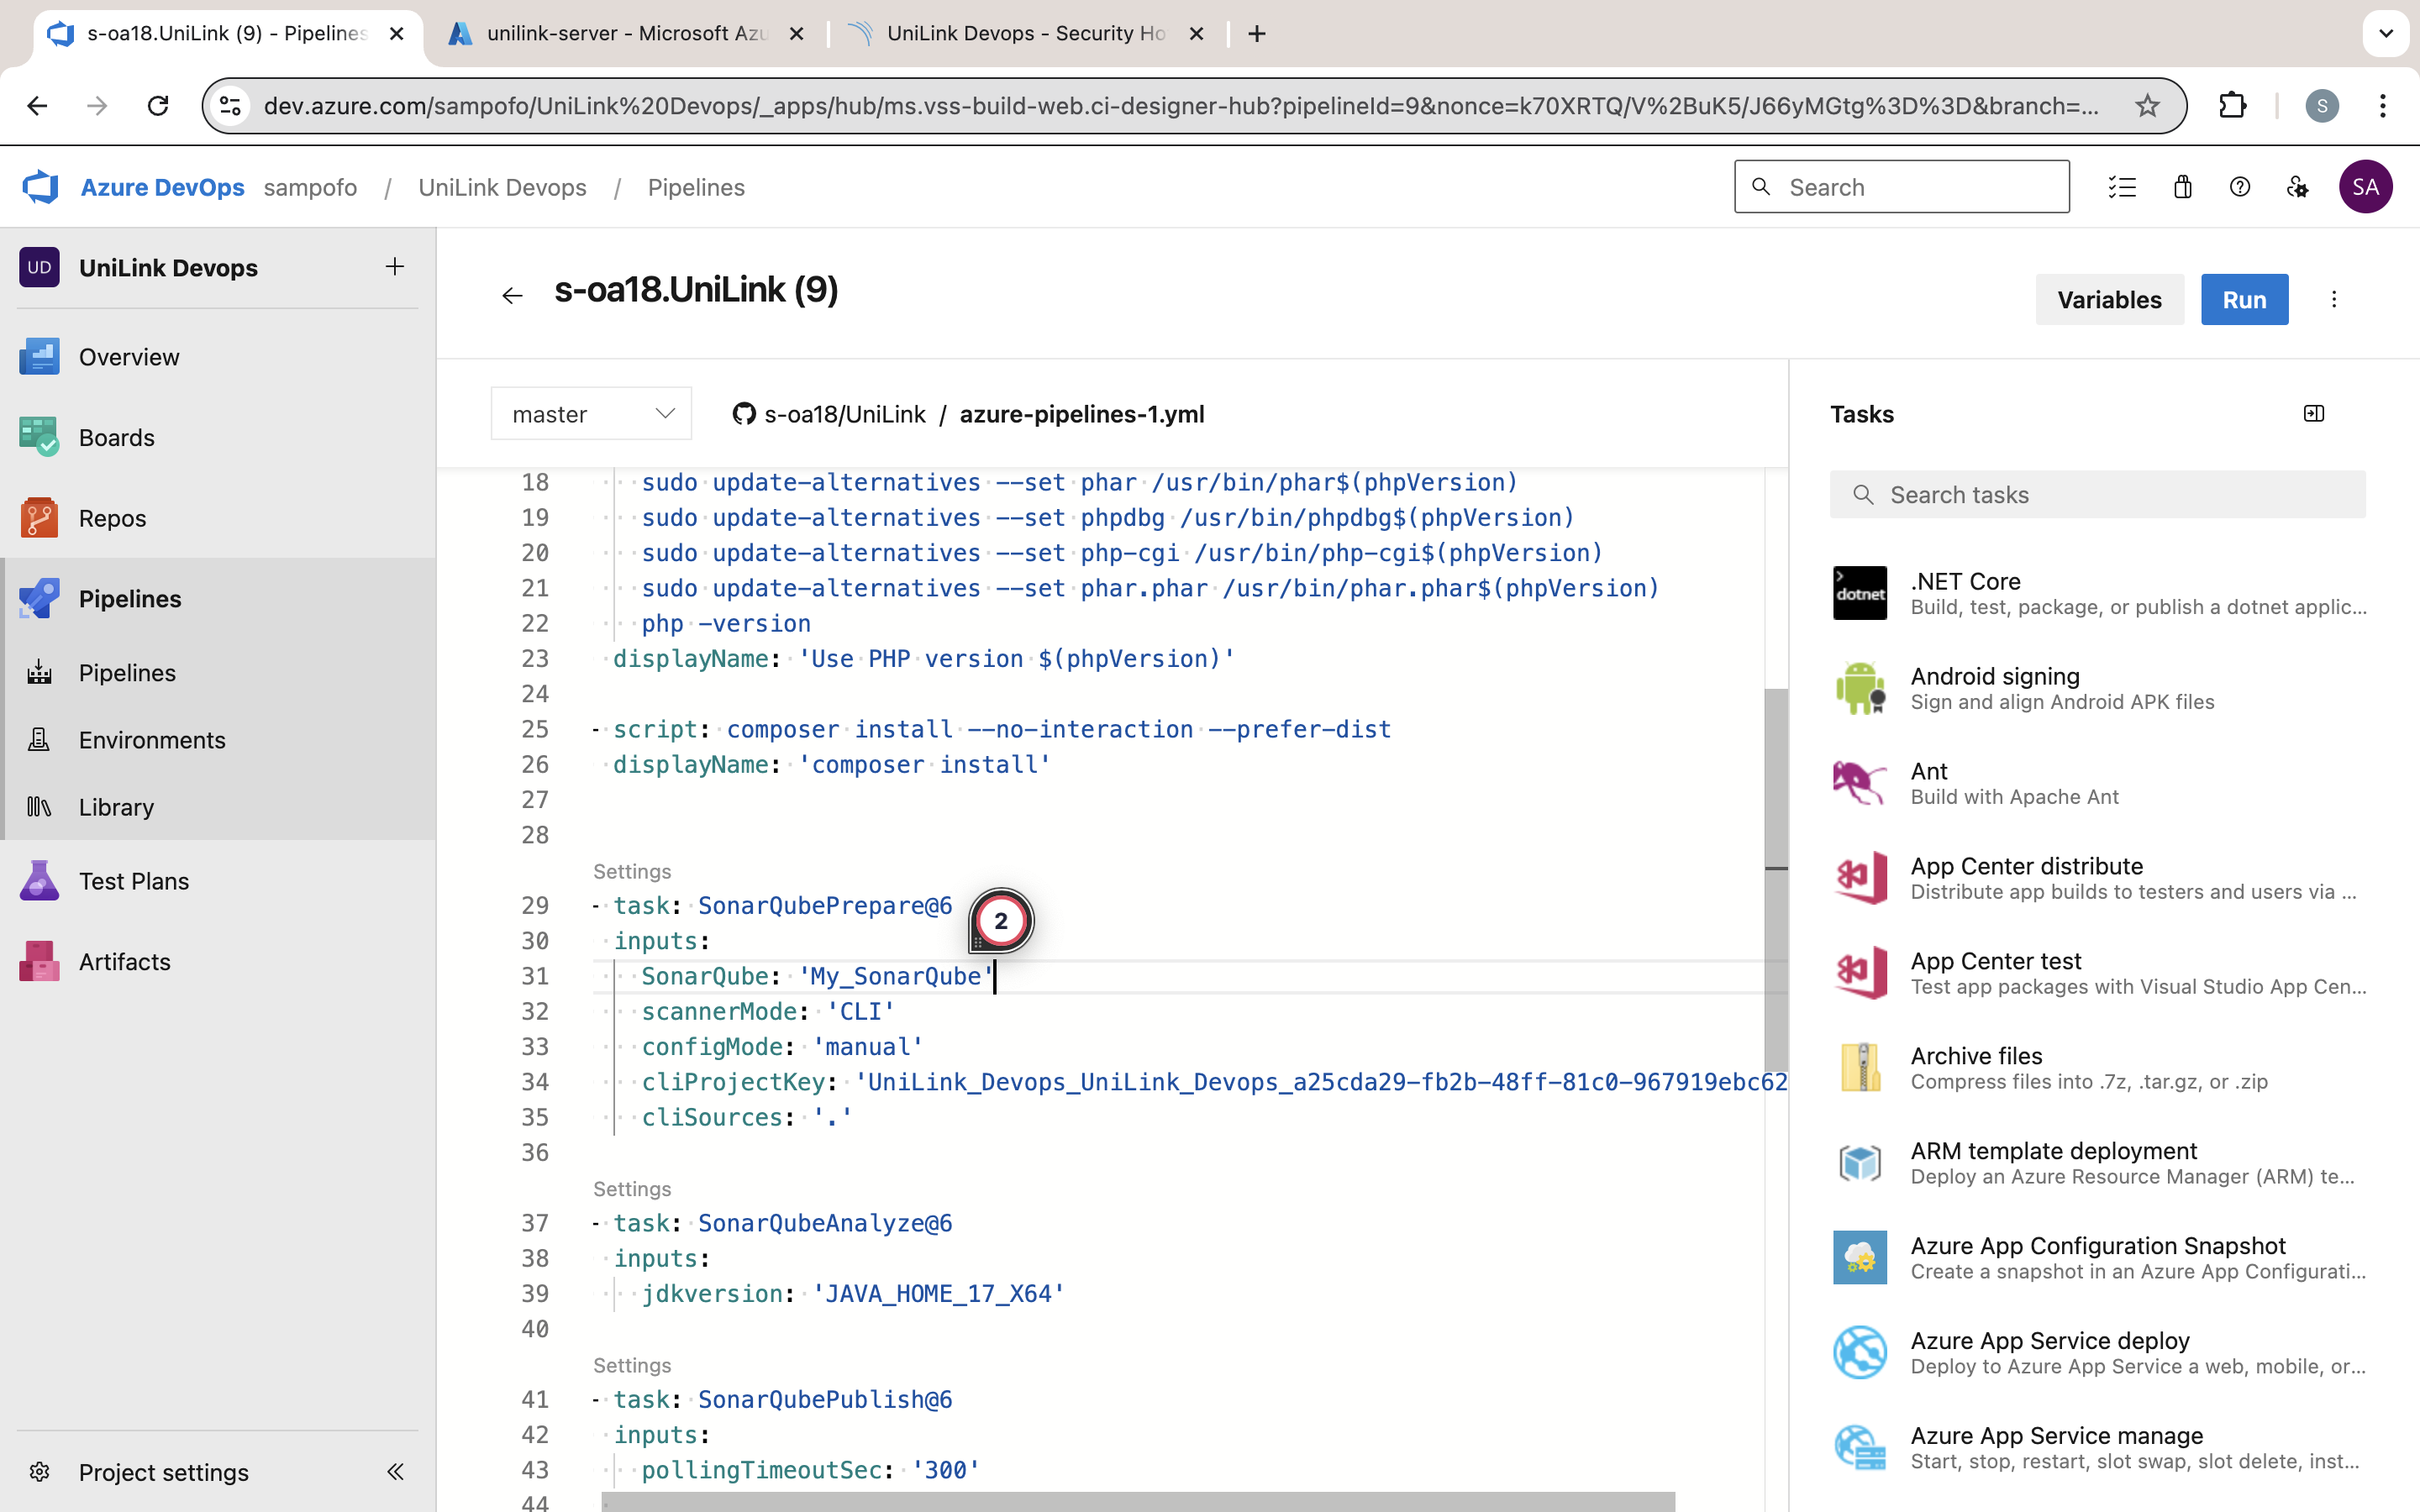 s-oa18.UniLink (9) - Pipelines
unilink-server - Microsoft Azu
UniLink Devops - Security Ho
dev.azure.com/sampofo/UniLink%20Devops/_apps/hub/ms.vss-build-web.ci-designer-hub?pipelineId=9&nonce=k70XRTQ/V%2BuK5/J66yMGtg%3D%3D&branch=...
S
Azure DevOps
sampofo / UniLink Devops / Pipelines
Search
SA
UD
UniLink Devops
Overview
Boards
Repos
Pipelines
Pipelines
Environments
Library
Test Plans
Artifacts
Project settings
s-oa18.UniLink (9)
Variables
Run
master
s-oa18/UniLink / azure-pipelines-1.yml
18 sudo update-alternatives --set phar /usr/bin/phar$(phpVersion)
19 sudo update-alternatives --set phpdbg /usr/bin/phpdbg$(phpVersion)
20 sudo update-alternatives --set php-cgi /usr/bin/php-cgi$(phpVersion)
21 sudo update-alternatives --set phar.phar /usr/bin/phar.phar$(phpVersion)
22 php -version
23 displayName: 'Use PHP version $(phpVersion)'
24
25 - script: composer install --no-interaction --prefer-dist
26 displayName: 'composer install'
27
28
Settings
29 - task: SonarQubePrepare@6
2
30 inputs:
31 SonarQube: 'My_SonarQube'
32 scannerMode: 'CLI'
33 configMode: 'manual'
34 cliProjectKey: 'UniLink_Devops_UniLink_Devops_a25cda29-fb2b-48ff-81c0-967919ebc62
35 cliSources: '.'
36
Settings
37 - task: SonarQubeAnalyze@6
38 inputs:
39 jdkversion: 'JAVA_HOME_17_X64'
40
Settings
41 - task: SonarQubePublish@6
42 inputs:
43 pollingTimeoutSec: '300'
44
Tasks
Search tasks
dotnet
.NET Core
Build, test, package, or publish a dotnet applic...
Android signing
Sign and align Android APK files
Ant
Build with Apache Ant
App Center distribute
Distribute app builds to testers and users via ...
App Center test
Test app packages with Visual Studio App Cen...
Archive files
Compress files into .7z, .tar.gz, or .zip
ARM template deployment
Deploy an Azure Resource Manager (ARM) te...
Azure App Configuration Snapshot
Create a snapshot in an Azure App Configurati...
Azure App Service deploy
Deploy to Azure App Service a web, mobile, or...
Azure App Service manage
Start, stop, restart, slot swap, slot delete, inst...